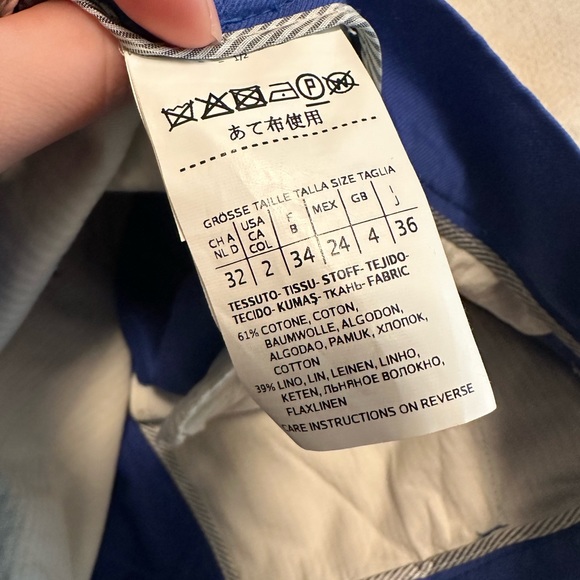 1/2
P
あて布使用
GRÖSSE TAILLE TALLA SIZE TAGLIA
CH A NL D USA CA COL F B MEX GB I J
32 2 34 24 4 36
TESSUTO-TISSU-STOFF-TEJIDO-
TECIDO-KUMAŞ-ТКАНЬ-FABRIC
61% COTONE, COTON,
BAUMWOLLE, ALGODON,
ALGODAO, PAMUK, ХЛОПОК,
COTTON
39% LINO, LIN, LEINEN, LINHO,
KETEN, ЛЬНЯНОЕ ВОЛОКНО,
FLAXLINEN
CARE INSTRUCTIONS ON REVERSE